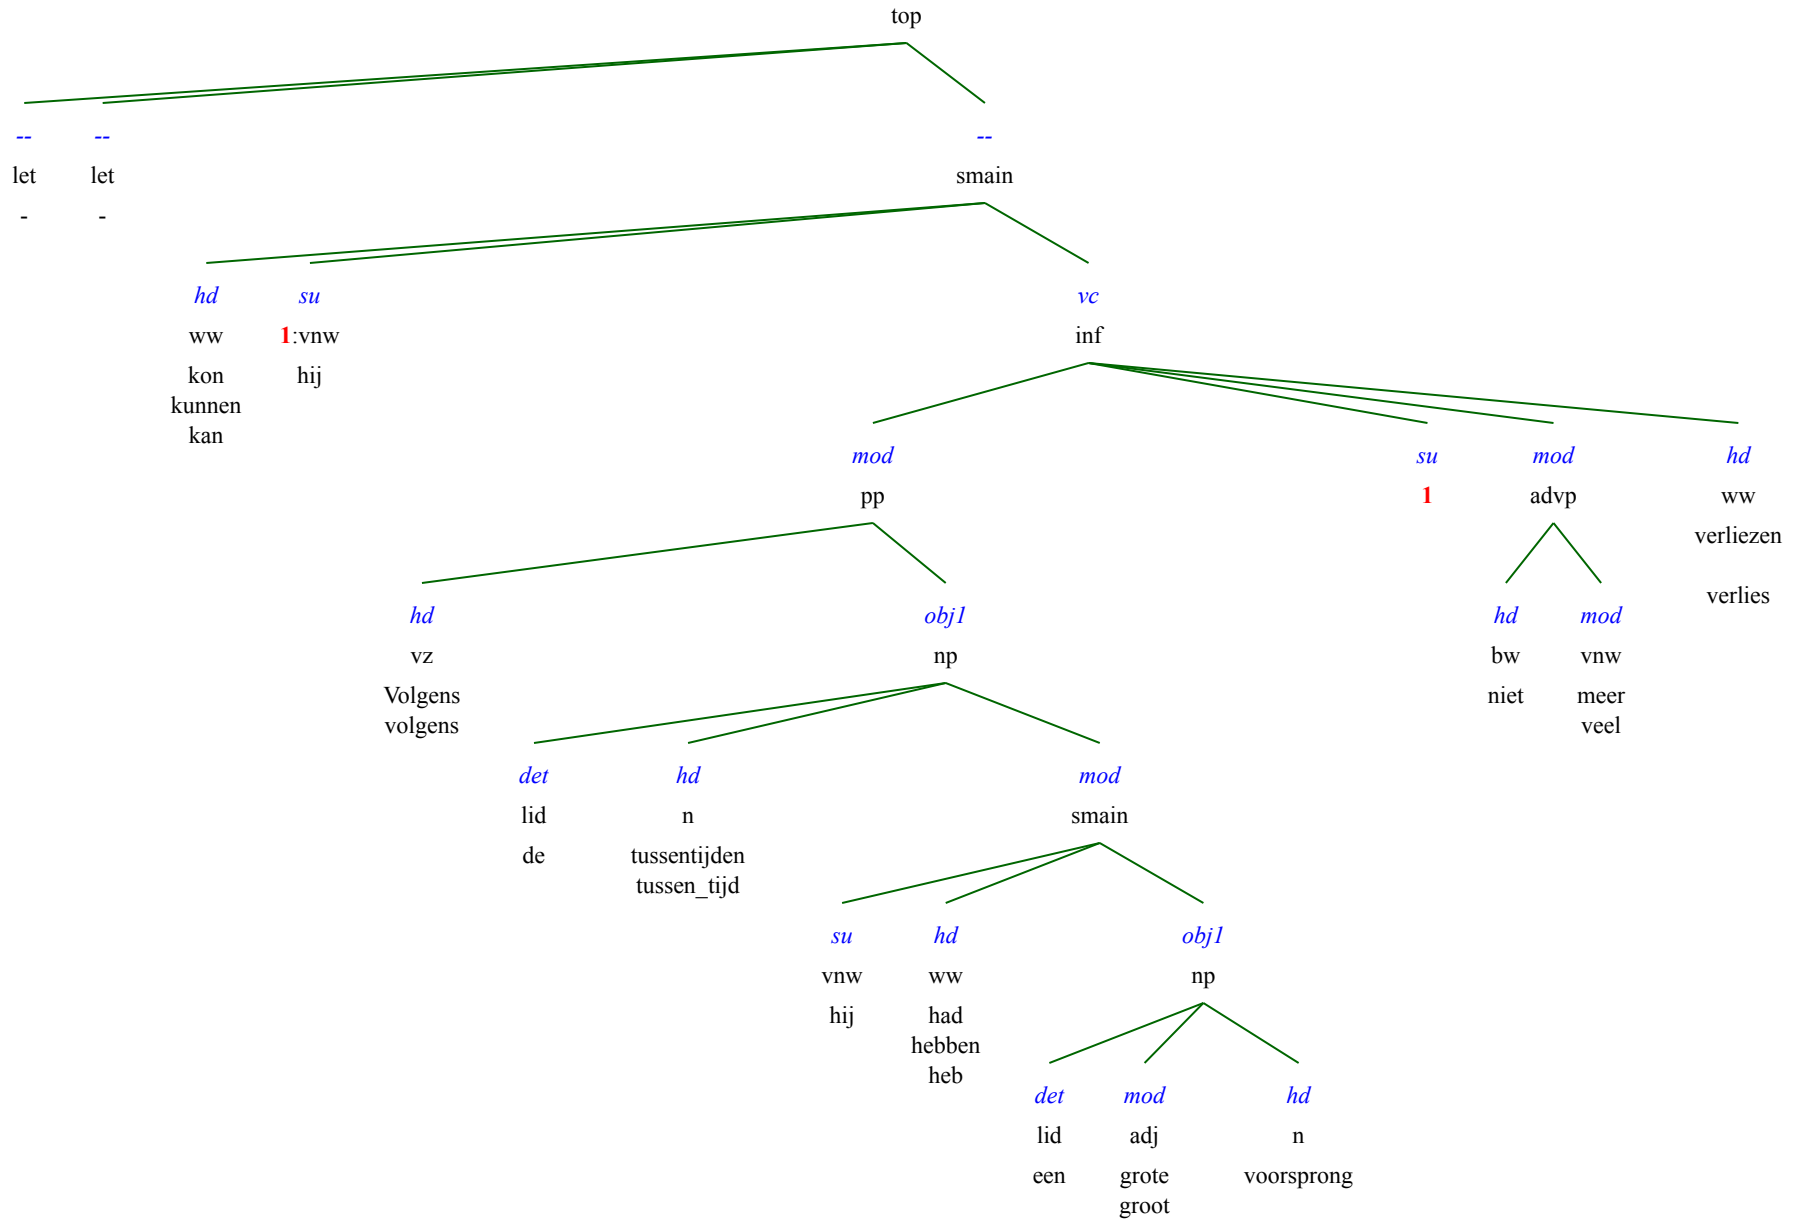 top
-- -- --
let let smain
- -
hd su vc
ww 1:vnw inf
kon hij
kunnen
kan
mod su mod hd
pp 1 advp ww
verliezen
verlies
hd obj1 hd mod
vz np bw vnw
Volgens niet meer
volgens veel
det hd mod
lid n smain
de tussentijden
tussen_tijd
su hd obj1
vnw ww np
hij had
hebben
heb
det mod hd
lid adj n
een grote voorsprong
groot